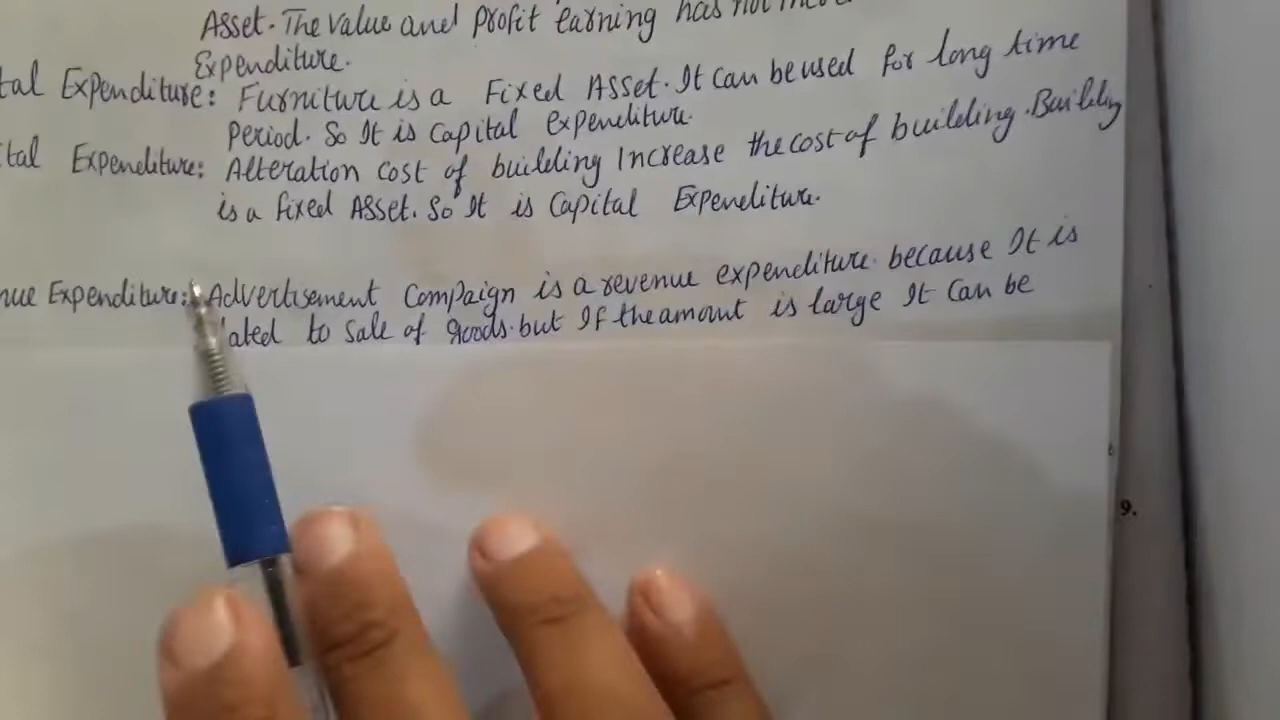 Asset. The value and profit earning has not
Expenditure.
tal Expenditure: Furniture is a Fixed Asset. It can be used for long time
period. So It is Capital expenditure.
tal Expenditure: Alteration cost of building Increase the cost of building. Building
is a fixed Asset. So It is Capital Expenditure.
nue Expenditure: Advertisement Compaign is a revenue expenditure because It is
lated to sale of goods. but If the amount is large It Can be
9.